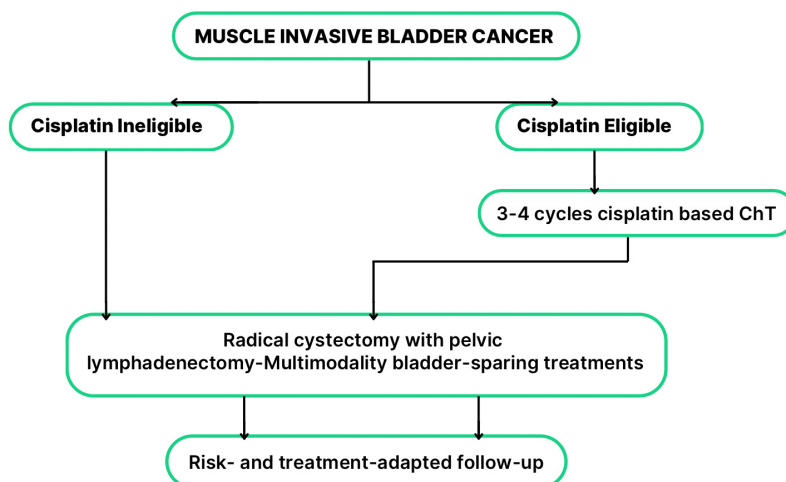 MUSCLE INVASIVE BLADDER CANCER
Cisplatin Ineligible
Cisplatin Eligible
3-4 cycles cisplatin based ChT
Radical cystectomy with pelvic
lymphadenectomy-Multimodality bladder-sparing treatments
Risk- and treatment-adapted follow-up